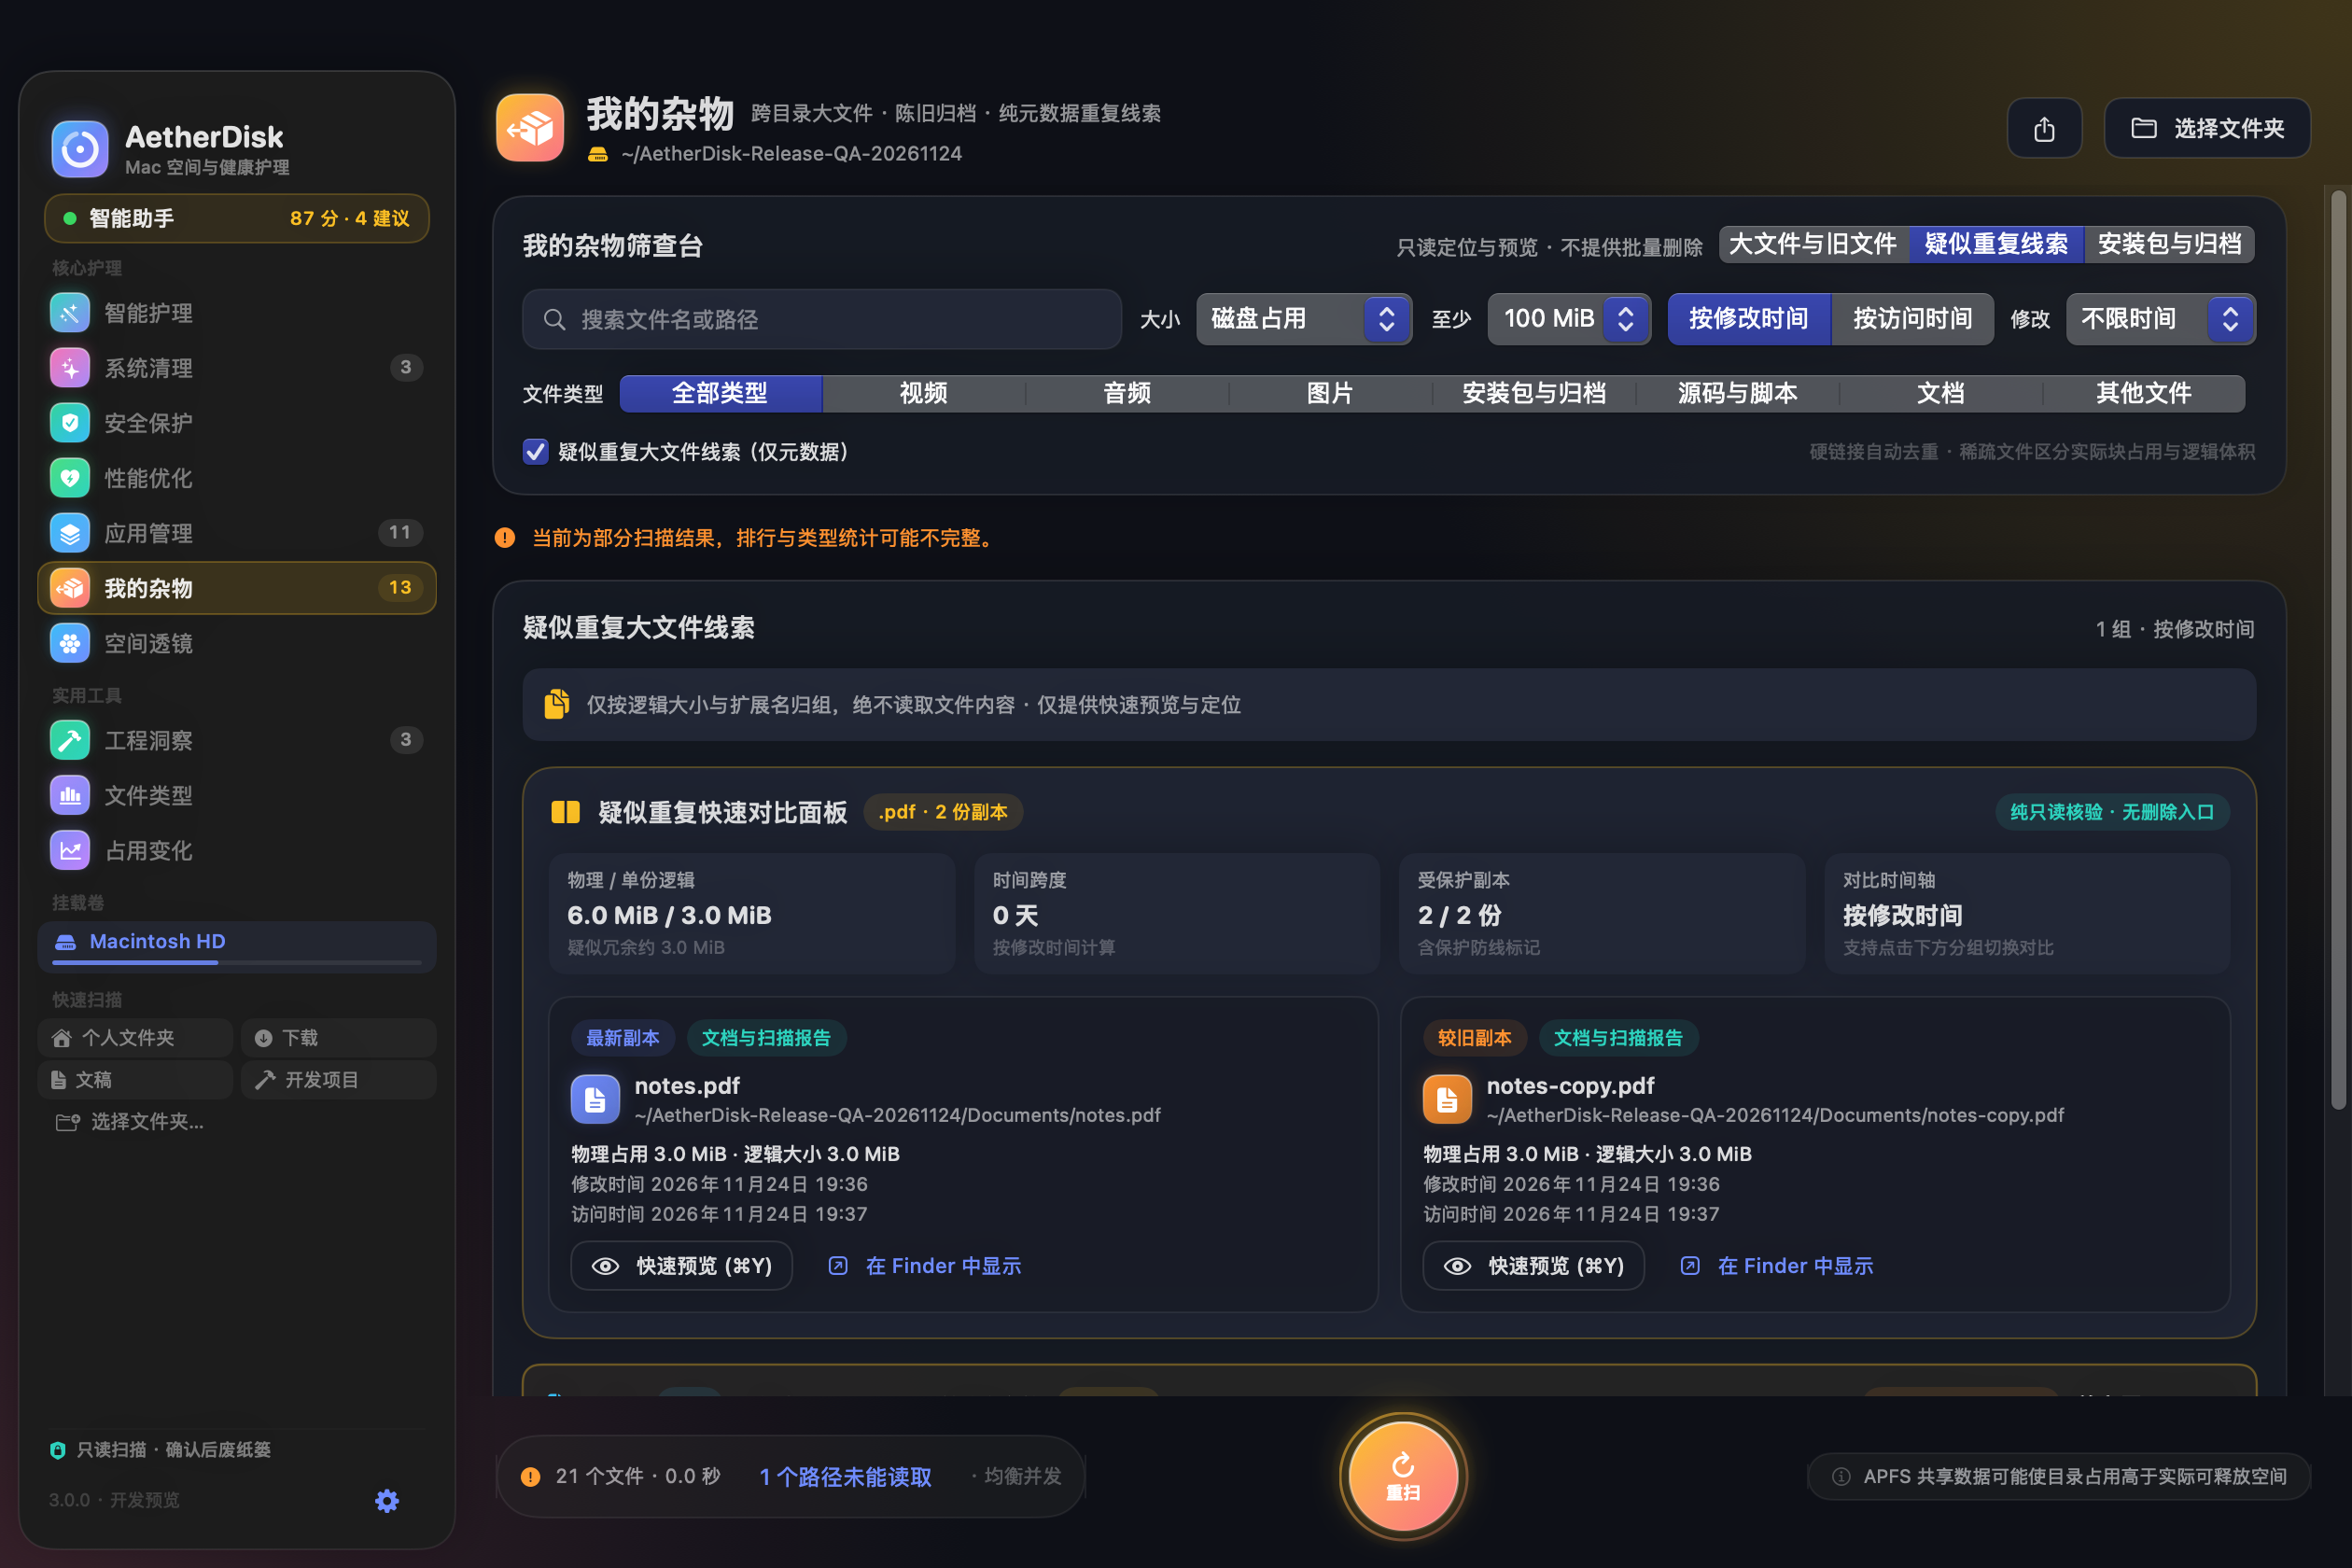 AetherDisk
Mac 空间与健康护理
智能助手 87 分 · 4 建议
核心护理
智能护理
系统清理 3
安全保护
性能优化
应用管理 11
我的杂物 13
空间透镜
实用工具
工程洞察 3
文件类型
占用变化
挂载卷
Macintosh HD
快速扫描
个人文件夹 下载
文稿 开发项目
选择文件夹...
只读扫描 · 确认后废纸篓
3.0.0 · 开发预览
我的杂物 跨目录大文件 · 陈旧归档 · 纯元数据重复线索
~/AetherDisk-Release-QA-20261124
选择文件夹
我的杂物筛查台 只读定位与预览 · 不提供批量删除 大文件与旧文件 疑似重复线索 安装包与归档
搜索文件名或路径 大小 磁盘占用 至少 100 MiB 按修改时间 按访问时间 修改 不限时间
文件类型 全部类型 视频 音频 图片 安装包与归档 源码与脚本 文档 其他文件
疑似重复大文件线索 (仅元数据) 硬链接自动去重 · 稀疏文件区分实际块占用与逻辑体积
当前为部分扫描结果，排行与类型统计可能不完整。
疑似重复大文件线索 1 组 · 按修改时间
仅按逻辑大小与扩展名归组，绝不读取文件内容 · 仅提供快速预览与定位
疑似重复快速对比面板 .pdf · 2 份副本 纯只读核验 · 无删除入口
物理 / 单份逻辑
6.0 MiB / 3.0 MiB
疑似冗余约 3.0 MiB
时间跨度
0 天
按修改时间计算
受保护副本
2 / 2 份
含保护防线标记
对比时间轴
按修改时间
支持点击下方分组切换对比
最新副本 文档与扫描报告
notes.pdf
~/AetherDisk-Release-QA-20261124/Documents/notes.pdf
物理占用 3.0 MiB · 逻辑大小 3.0 MiB
修改时间 2026年11月24日 19:36
访问时间 2026年11月24日 19:37
快速预览 (⌘Y) 在 Finder 中显示
较旧副本 文档与扫描报告
notes-copy.pdf
~/AetherDisk-Release-QA-20261124/Documents/notes-copy.pdf
物理占用 3.0 MiB · 逻辑大小 3.0 MiB
修改时间 2026年11月24日 19:36
访问时间 2026年11月24日 19:37
快速预览 (⌘Y) 在 Finder 中显示
21 个文件 · 0.0 秒 1 个路径未能读取 · 均衡并发
重扫
APFS 共享数据可能使目录占用高于实际可释放空间